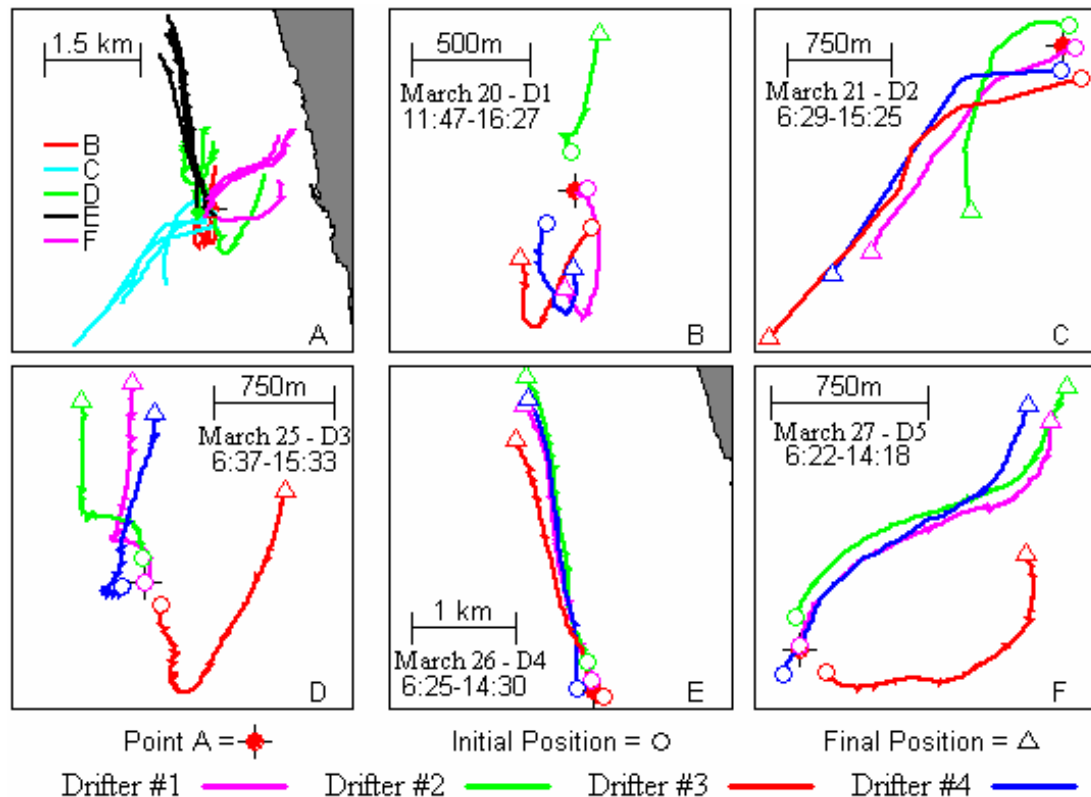 1.5 km
B
C
D
E
F
A
500m
March 20 - D1
11:47-16:27
B
750m
March 21 - D2
6:29-15:25
C
750m
March 25 - D3
6:37-15:33
D
1 km
March 26 - D4
6:25-14:30
E
750m
March 27 - D5
6:22-14:18
F
Point A = Initial Position = Final Position =
Drifter #1 Drifter #2 Drifter #3 Drifter #4